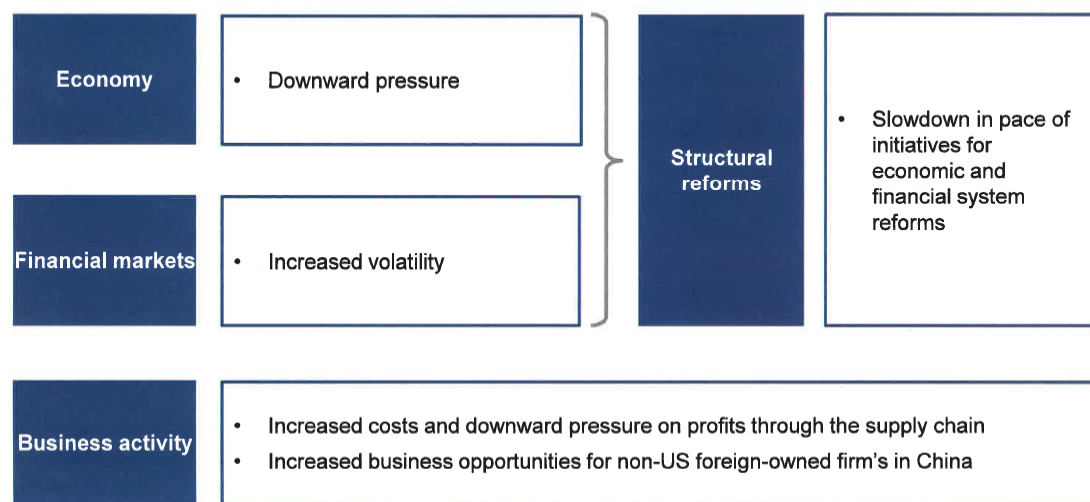 Economy
• Downward pressure
Financial markets
• Increased volatility
Structural
reforms
• Slowdown in pace of
initiatives for
economic and
financial system
reforms
Business activity
• Increased costs and downward pressure on profits through the supply chain
• Increased business opportunities for non-US foreign-owned firm's in China